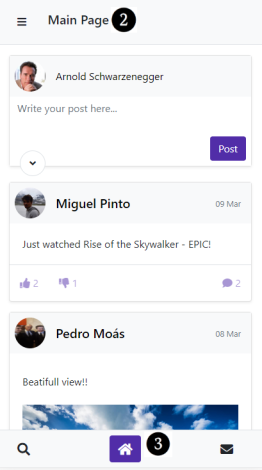 Main Page 2
Arnold Schwarzenegger
Write your post here...
Post
Miguel Pinto 09 Mar
Just watched Rise of the Skywalker - EPIC!
2 1 2
Pedro Moás 08 Mar
Beatifull view!!
3